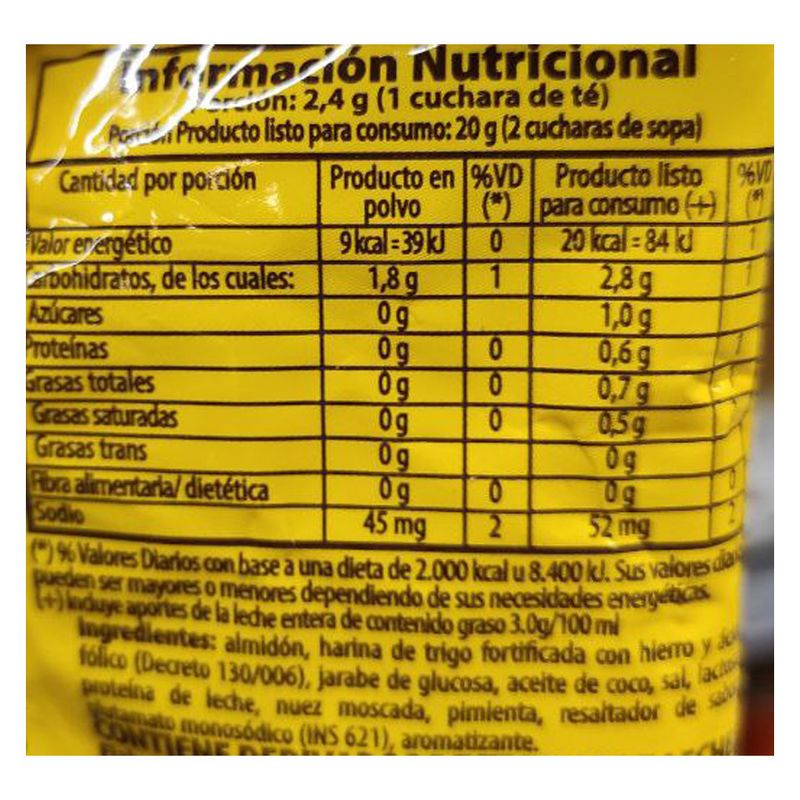 Información Nutricional
Porción: 2,4 g (1 cuchara de té)
Porción Producto listo para consumo: 20 g (2 cucharas de sopa)
Cantidad por porción Producto en polvo %VD (*) Producto listo para consumo (+) %VD (*)
Valor energético 9 kcal = 39 kJ 0 20 kcal = 84 kJ 1
Carbohidratos, de los cuales: 1,8 g 1 2,8 g 1
Azúcares 0 g 1,0 g
Proteínas 0 g 0 0,6 g 1
Grasas totales 0 g 0 0,7 g
Grasas saturadas 0 g 0 0,5 g
Grasas trans 0 g 0 g
Fibra alimentaria/ dietética 0 g 0 0 g 0
Sodio 45 mg 2 52 mg 2
(*) % Valores Diarios con base a una dieta de 2.000 kcal u 8.400 kJ. Sus valores
pueden ser mayores o menores dependiendo de sus necesidades energéticas.
(+) Incluye aportes de la leche entera de contenido graso 3.0g/100 ml
Ingredientes: almidón, harina de trigo fortificada con hierro y
fólico (Decreto 130/006), jarabe de glucosa, aceite de coco, sal,
proteína de leche, nuez moscada, pimienta, resaltador de
glutamato monosódico (INS 621), aromatizante.
CONTIENE